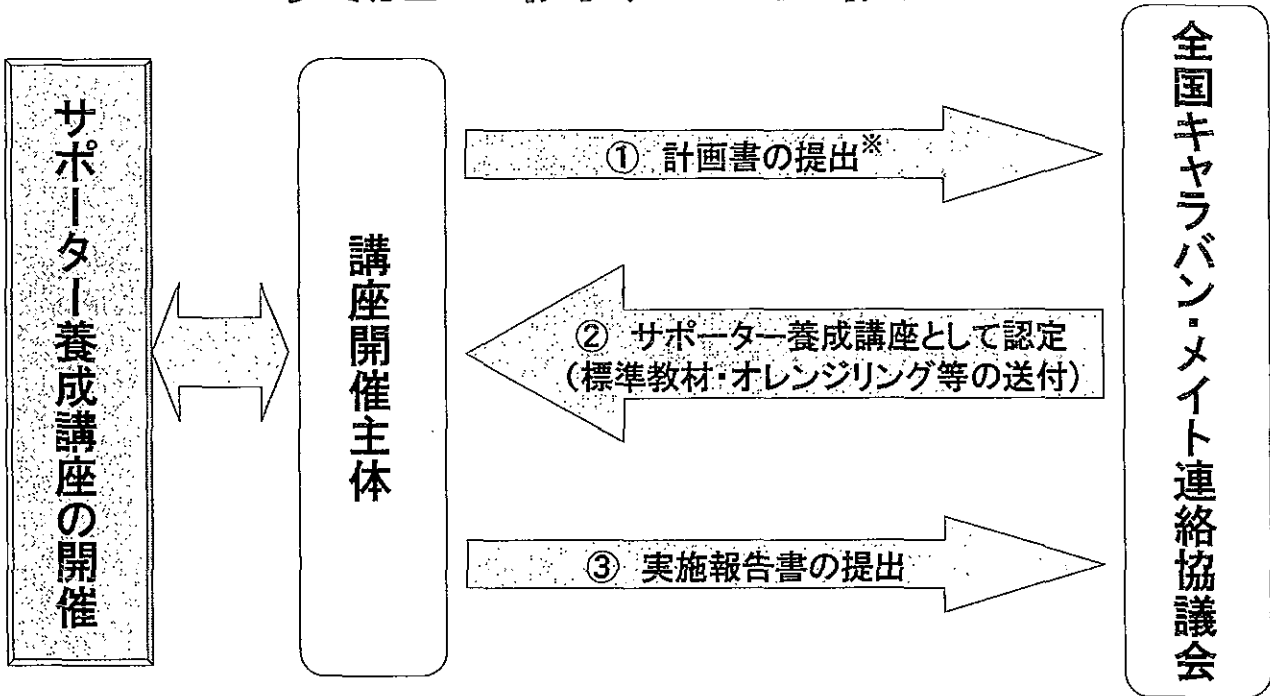 サポーター養成講座の開催
講座開催主体
① 計画書の提出※
② サポーター養成講座として認定
（標準教材・オレンジリング等の送付）
③ 実施報告書の提出
全国キャラバン・メイト連絡協議会